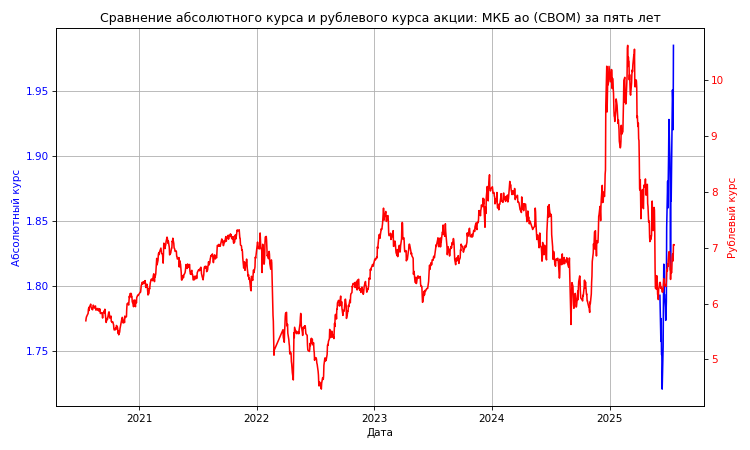 Сравнение абсолютного курса и рублевого курса акции: МКБ ао (CBOM) за пять лет
1.95
1.90
1.85
1.80
1.75
Абсолютный курс
10
9
8
7
6
5
Рублевый курс
2021 2022 2023 2024 2025
Дата